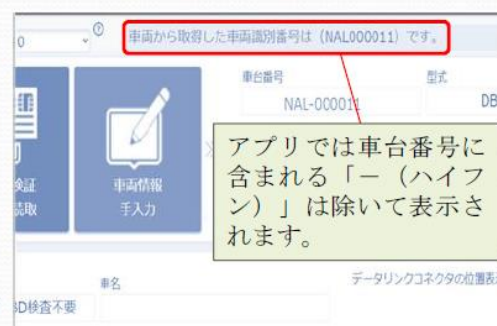 0
?
車両から取得した車両識別番号は（NAL000011）です。
車台番号
型式
NAL-000011
DB
検証
読取
車両情報
手入力
アプリでは車台番号に
含まれる「－（ハイフ
ン）」は除いて表示さ
れます。
車名
データリンクコネクタの位置表
BD検査不要